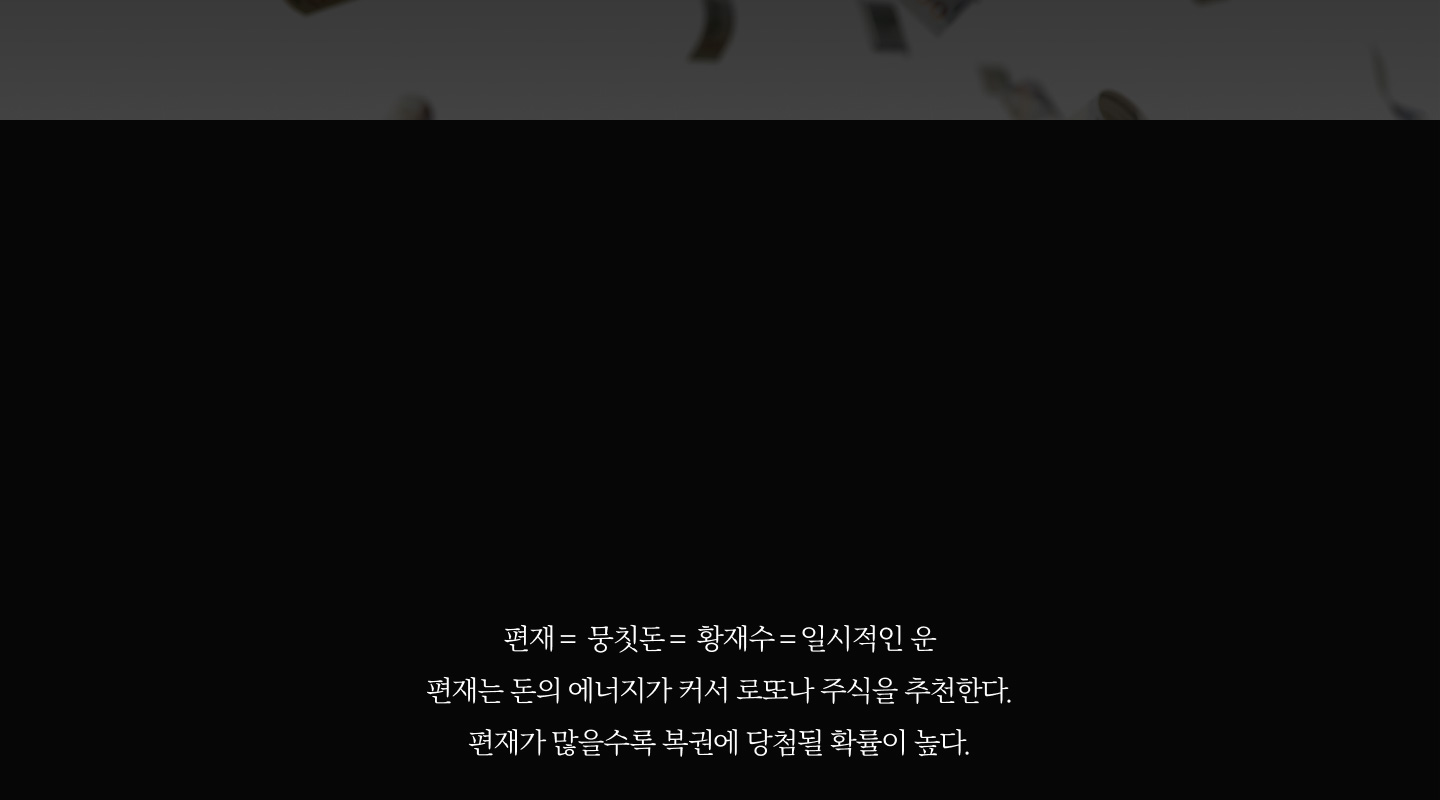 편재 = 뭉칫돈 = 황재수 = 일시적인 운
편재는 돈의 에너지가 커서 로또나 주식을 추천한다.
편재가 많을수록 복권에 당첨될 확률이 높다.